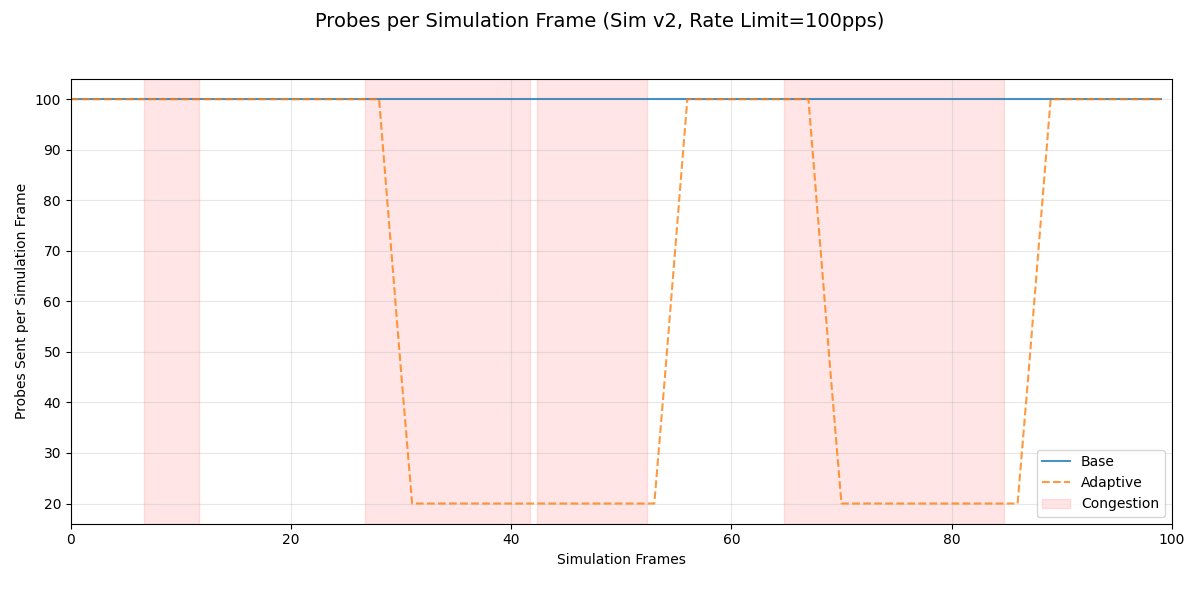 Probes per Simulation Frame (Sim v2, Rate Limit=100pps)
Probes Sent per Simulation Frame
100
90
80
70
60
50
40
30
20
0
20
40
60
80
100
Simulation Frames
Base
Adaptive
Congestion